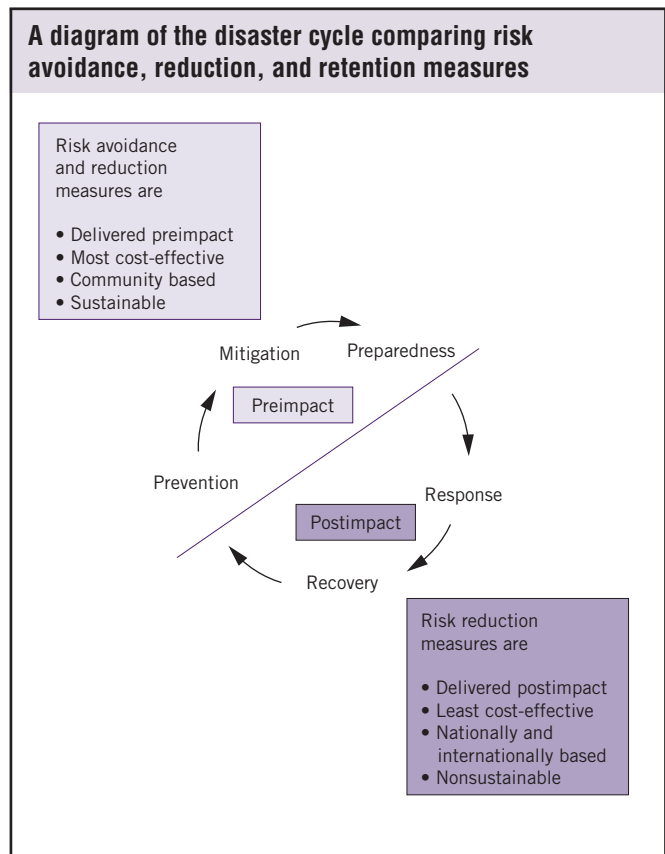 A diagram of the disaster cycle comparing risk
avoidance, reduction, and retention measures
Risk avoidance
and reduction
measures are
• Delivered preimpact
• Most cost-effective
• Community based
• Sustainable
Mitigation
Preparedness
Preimpact
Prevention
Response
Postimpact
Recovery
Risk reduction
measures are
• Delivered postimpact
• Least cost-effective
• Nationally and
internationally based
• Nonsustainable